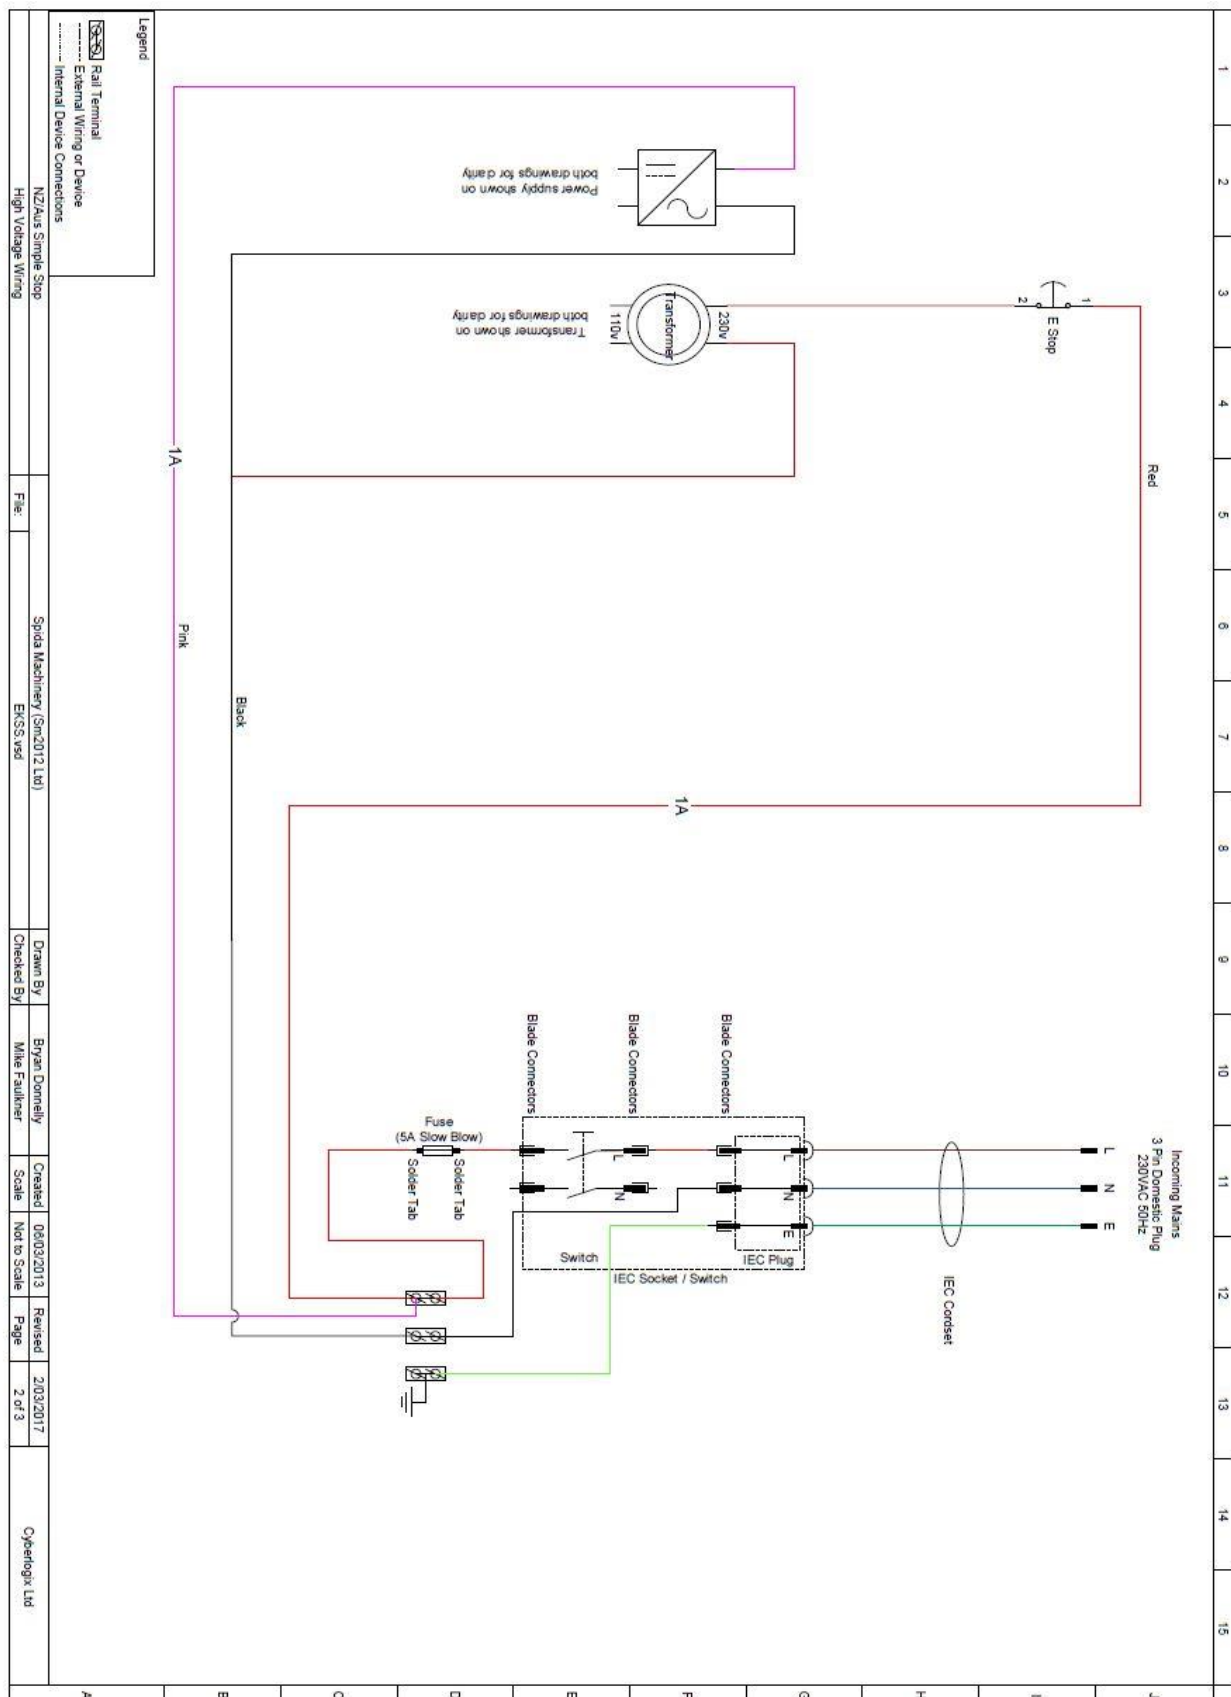 1
2
3
4
5
6
7
8
9
10
11
12
13
14
15
Incoming Mains
3 Pin Domestic Plug
230VAC 50Hz
L
N
E
IEC Cordset
Red
1
2
E Stop
230v
Transformer
110v
Transformer shown on
both drawings for clarity
Power supply shown on
both drawings for clarity
1A
1A
Pink
Black
Blade Connectors
Blade Connectors
Blade Connectors
L
N
E
IEC Plug
L
N
Switch
IEC Socket / Switch
Fuse
(5A Slow Blow)
Solder Tab
Solder Tab
Legend
Rail Terminal
External Wiring or Device
Internal Device Connections
NZ/Aus Simple Stop
High Voltage Wiring
Spida Machinery (Sm2012 Ltd)
File:
EKSS.vsd
Drawn By
Bryan Donnelly
Checked By
Mike Faulkner
Created
06/03/2013
Scale
Not to Scale
Revised
2/03/2017
Page
2 of 3
Cyberlogix Ltd